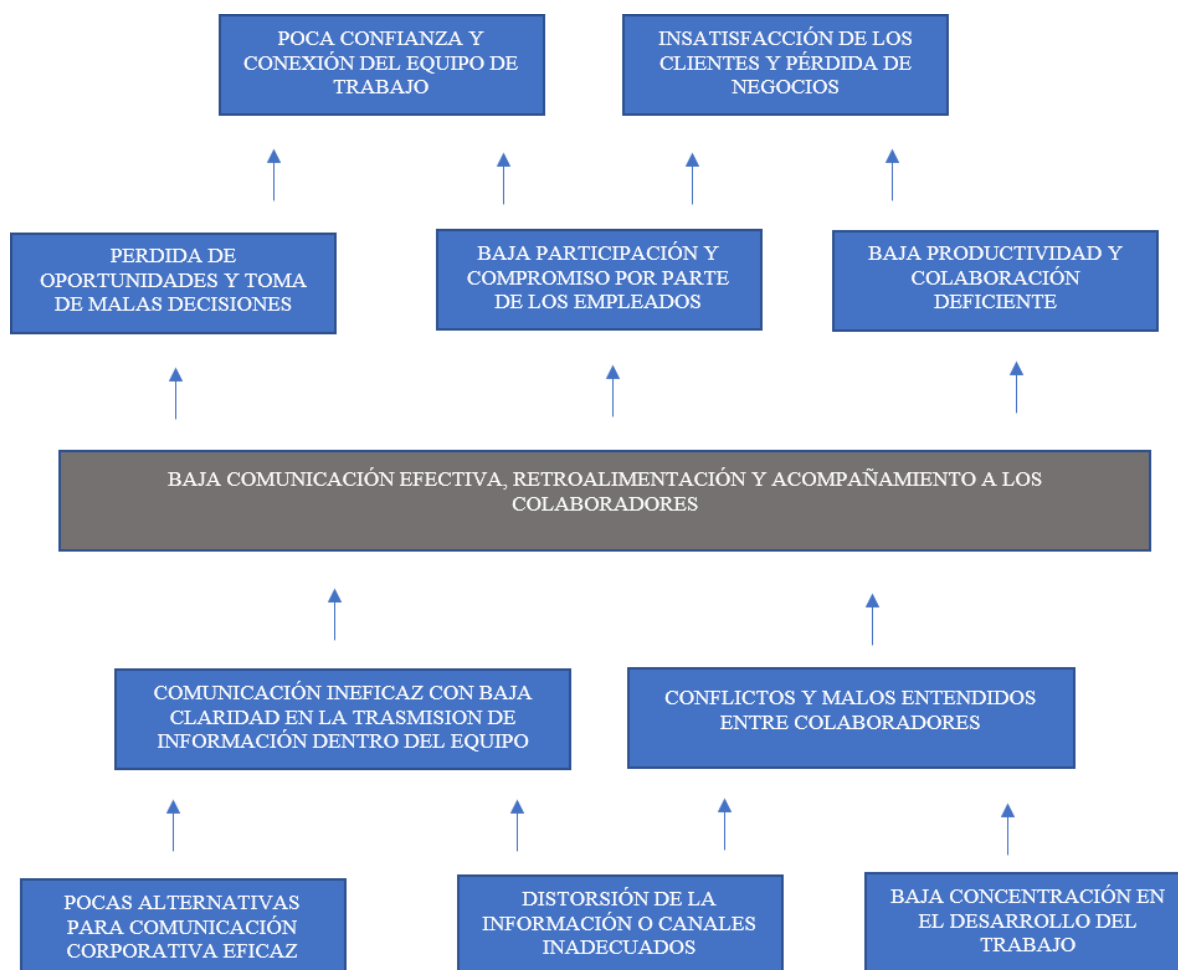 POCA CONFIANZA Y
CONEXIÓN DEL EQUIPO DE
TRABAJO
INSATISFACCIÓN DE LOS
CLIENTES Y PÉRDIDA DE
NEGOCIOS
PERDIDA DE
OPORTUNIDADES Y TOMA
DE MALAS DECISIONES
BAJA PARTICIPACIÓN Y
COMPROMISO POR PARTE
DE LOS EMPLEADOS
BAJA PRODUCTIVIDAD Y
COLABORACIÓN
DEFICIENTE
BAJA COMUNICACIÓN EFECTIVA, RETROALIMENTACIÓN Y ACOMPAÑAMIENTO A LOS
COLABORADORES
COMUNICACIÓN INEFICAZ CON BAJA
CLARIDAD EN LA TRASMISION DE
INFORMACIÓN DENTRO DEL EQUIPO
CONFLICTOS Y MALOS ENTENDIDOS
ENTRE COLABORADORES
POCAS ALTERNATIVAS
PARA COMUNICACIÓN
CORPORATIVA EFICAZ
DISTORSIÓN DE LA
INFORMACIÓN O CANALES
INADECUADOS
BAJA CONCENTRACIÓN EN
EL DESARROLLO DEL
TRABAJO